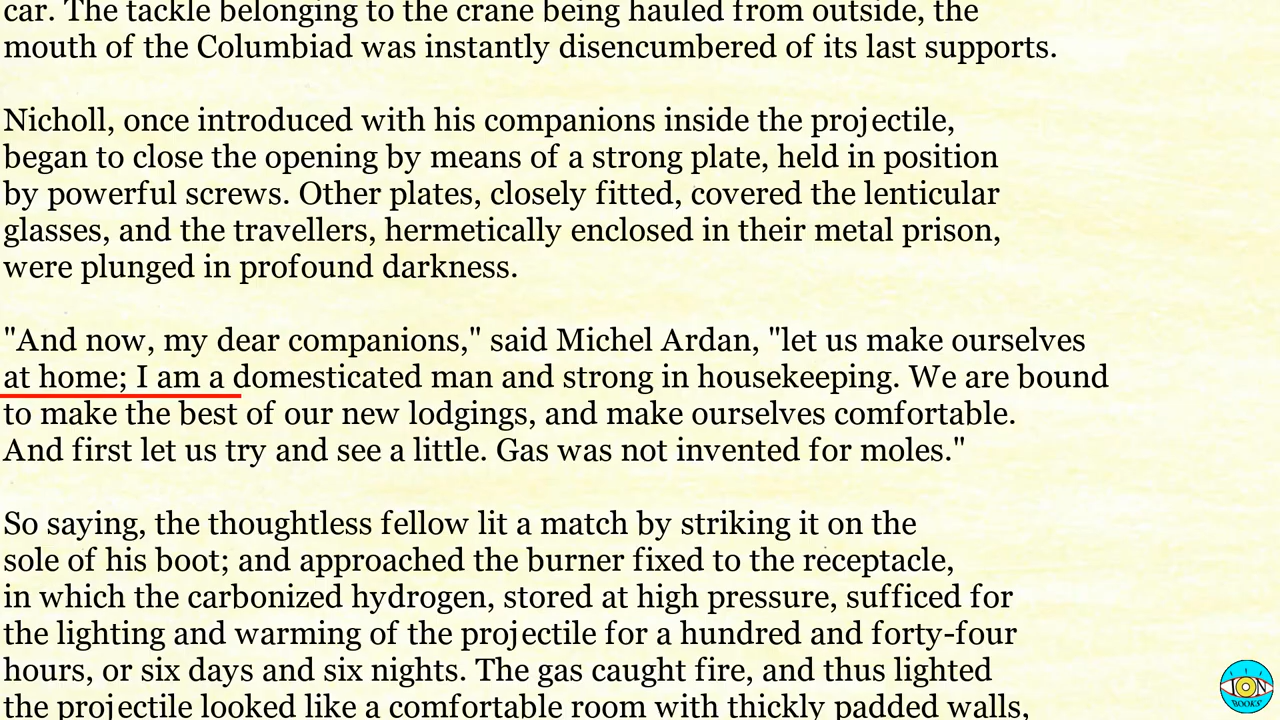 car. The tackle belonging to the crane being hauled from outside, the
mouth of the Columbiad was instantly disencumbered of its last supports.
Nicholl, once introduced with his companions inside the projectile,
began to close the opening by means of a strong plate, held in position
by powerful screws. Other plates, closely fitted, covered the lenticular
glasses, and the travellers, hermetically enclosed in their metal prison,
were plunged in profound darkness.
"And now, my dear companions," said Michel Ardan, "let us make ourselves
at home; I am a domesticated man and strong in housekeeping. We are bound
to make the best of our new lodgings, and make ourselves comfortable.
And first let us try and see a little. Gas was not invented for moles."
So saying, the thoughtless fellow lit a match by striking it on the
sole of his boot; and approached the burner fixed to the receptacle,
in which the carbonized hydrogen, stored at high pressure, sufficed for
the lighting and warming of the projectile for a hundred and forty-four
hours, or six days and six nights. The gas caught fire, and thus lighted
the projectile looked like a comfortable room with thickly padded walls,
ION
BOOKS